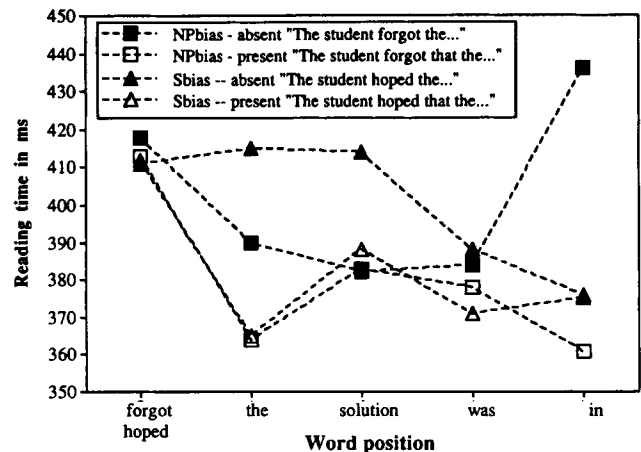 450
440
430
420
410
400
390
380
370
360
350
Reading time in ms
NPbias - absent "The student forgot the..."
NPbias - present "The student forgot that the..."
Sbias -- absent "The student hoped the..."
Sbias -- present "The student hoped that the..."
forgot the solution was in
hoped
Word position